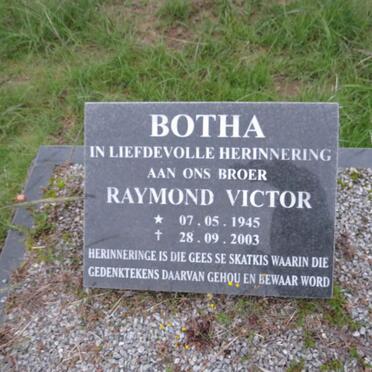 BOTHA
IN LIEFDEVOLLE HERINNERING
AAN ONS BROER
RAYMOND VICTOR
★ 07.05.1945
† 28.09.2003
HERINNERINGE IS DIE GEES SE SKATKIS WAARIN DIE
GEDENKTEKENS DAARVAN GEHOU EN BEWAAR WORD